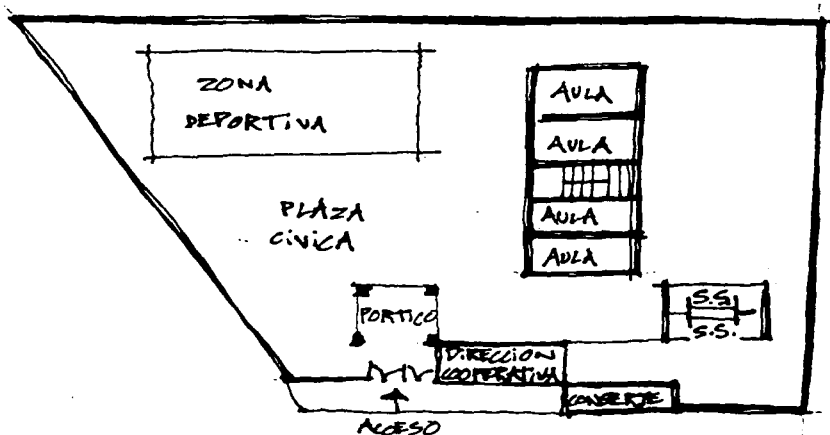 ZONA
DEPORTIVA
AULA
AULA
AULA
AULA
PLAZA
CIVICA
PORTICO
S.S.
S.S.
DIRECCION
COOPERATIVA
CONSERJE
ACCESO